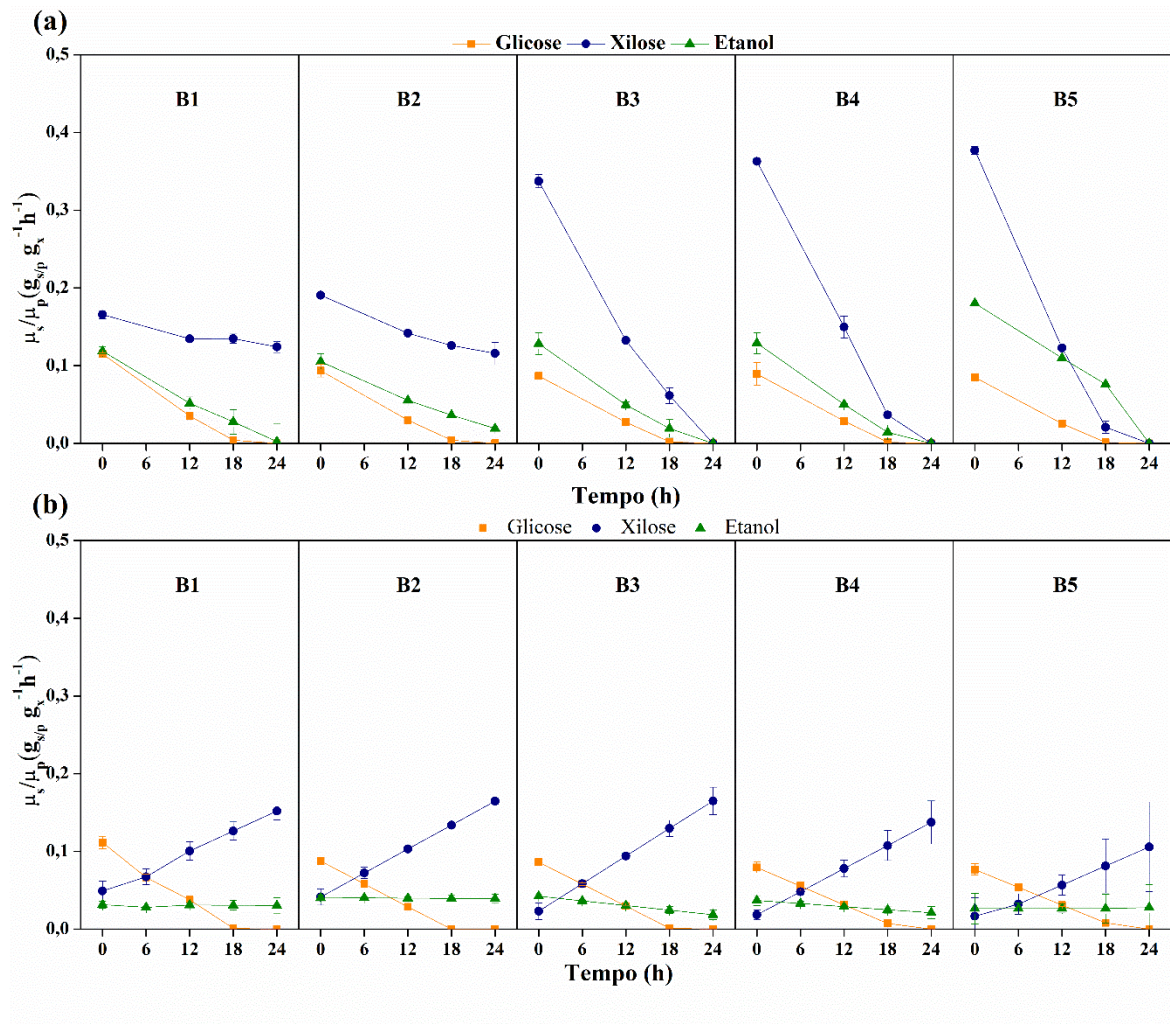 (a)
Glicose Xilose Etanol
B1 B2 B3 B4 B5
0,5
0,4
0,3
0,2
0,1
0,0
μs/μp(gs/p gx-1h-1)
0 6 12 18 24 0 6 12 18 24 0 6 12 18 24 0 6 12 18 24 0 6 12 18 24
Tempo (h)
(b)
Glicose Xilose Etanol
B1 B2 B3 B4 B5
0,5
0,4
0,3
0,2
0,1
0,0
μs/μp(gs/p gx-1h-1)
0 6 12 18 24 0 6 12 18 24 0 6 12 18 24 0 6 12 18 24 0 6 12 18 24
Tempo (h)